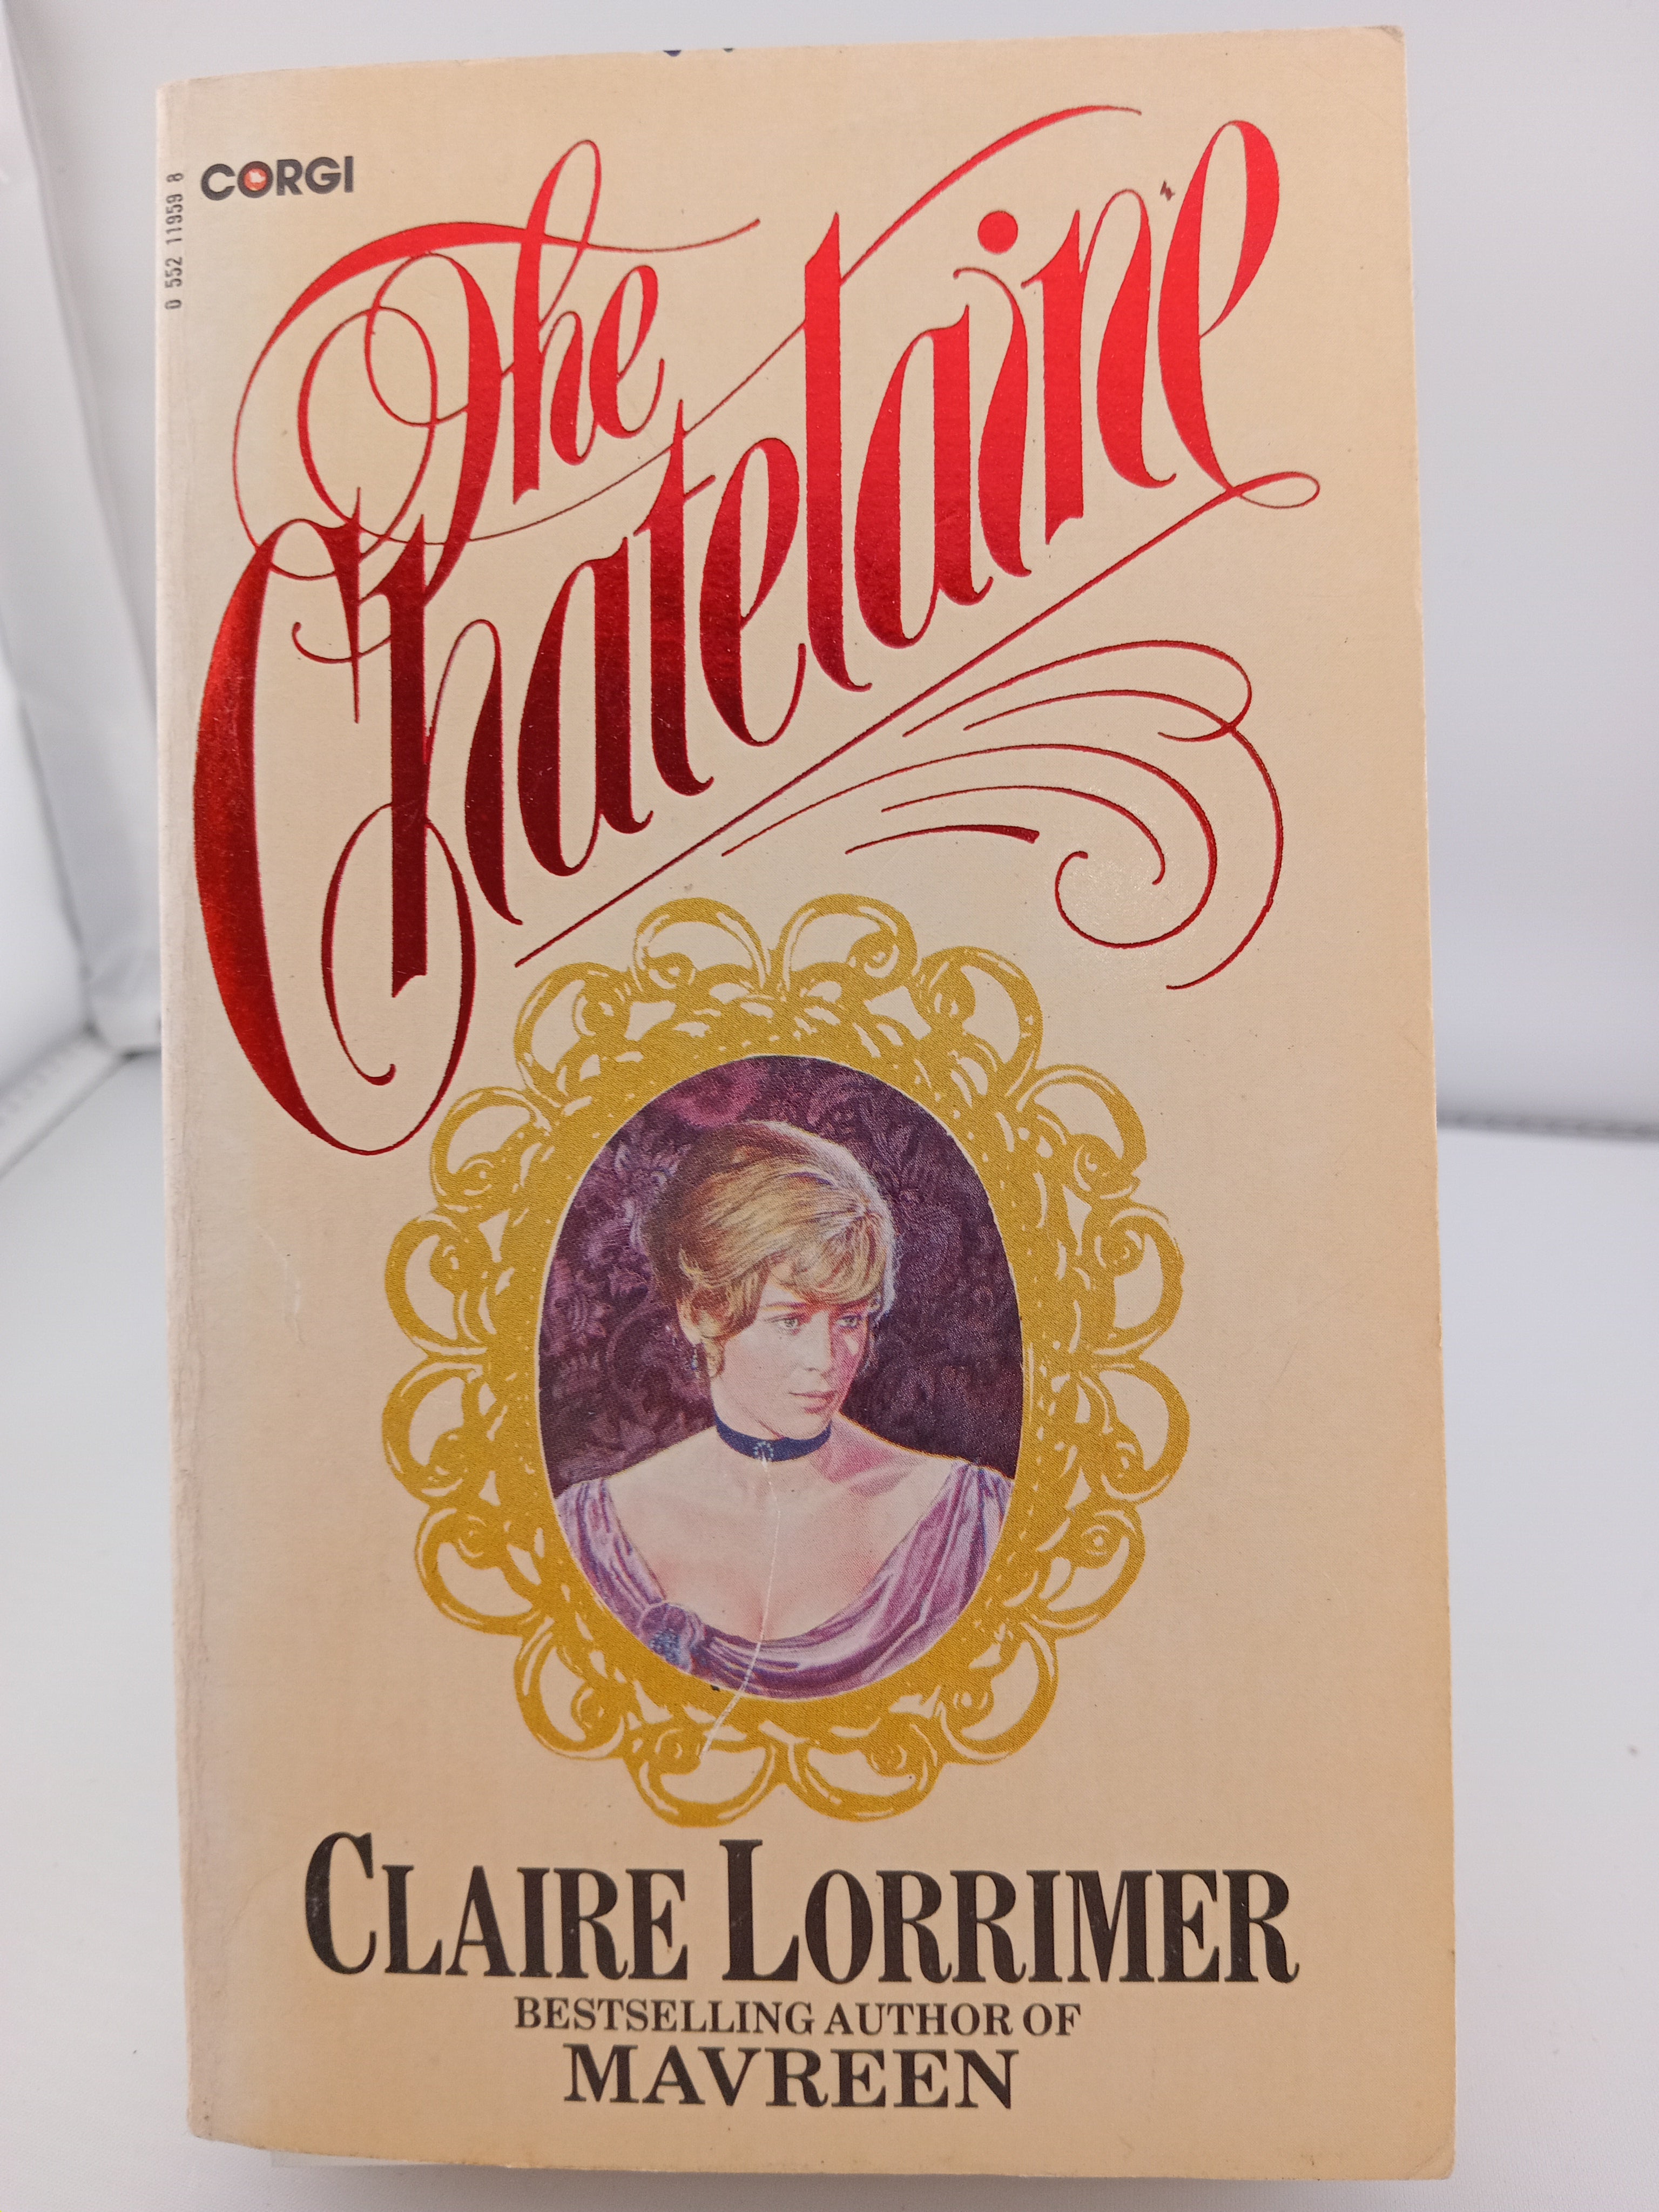 CORGI
0 552 11959 8
The
Chatelaine
CLAIRE LORRIMER
BESTSELLING AUTHOR OF
MAVREEN